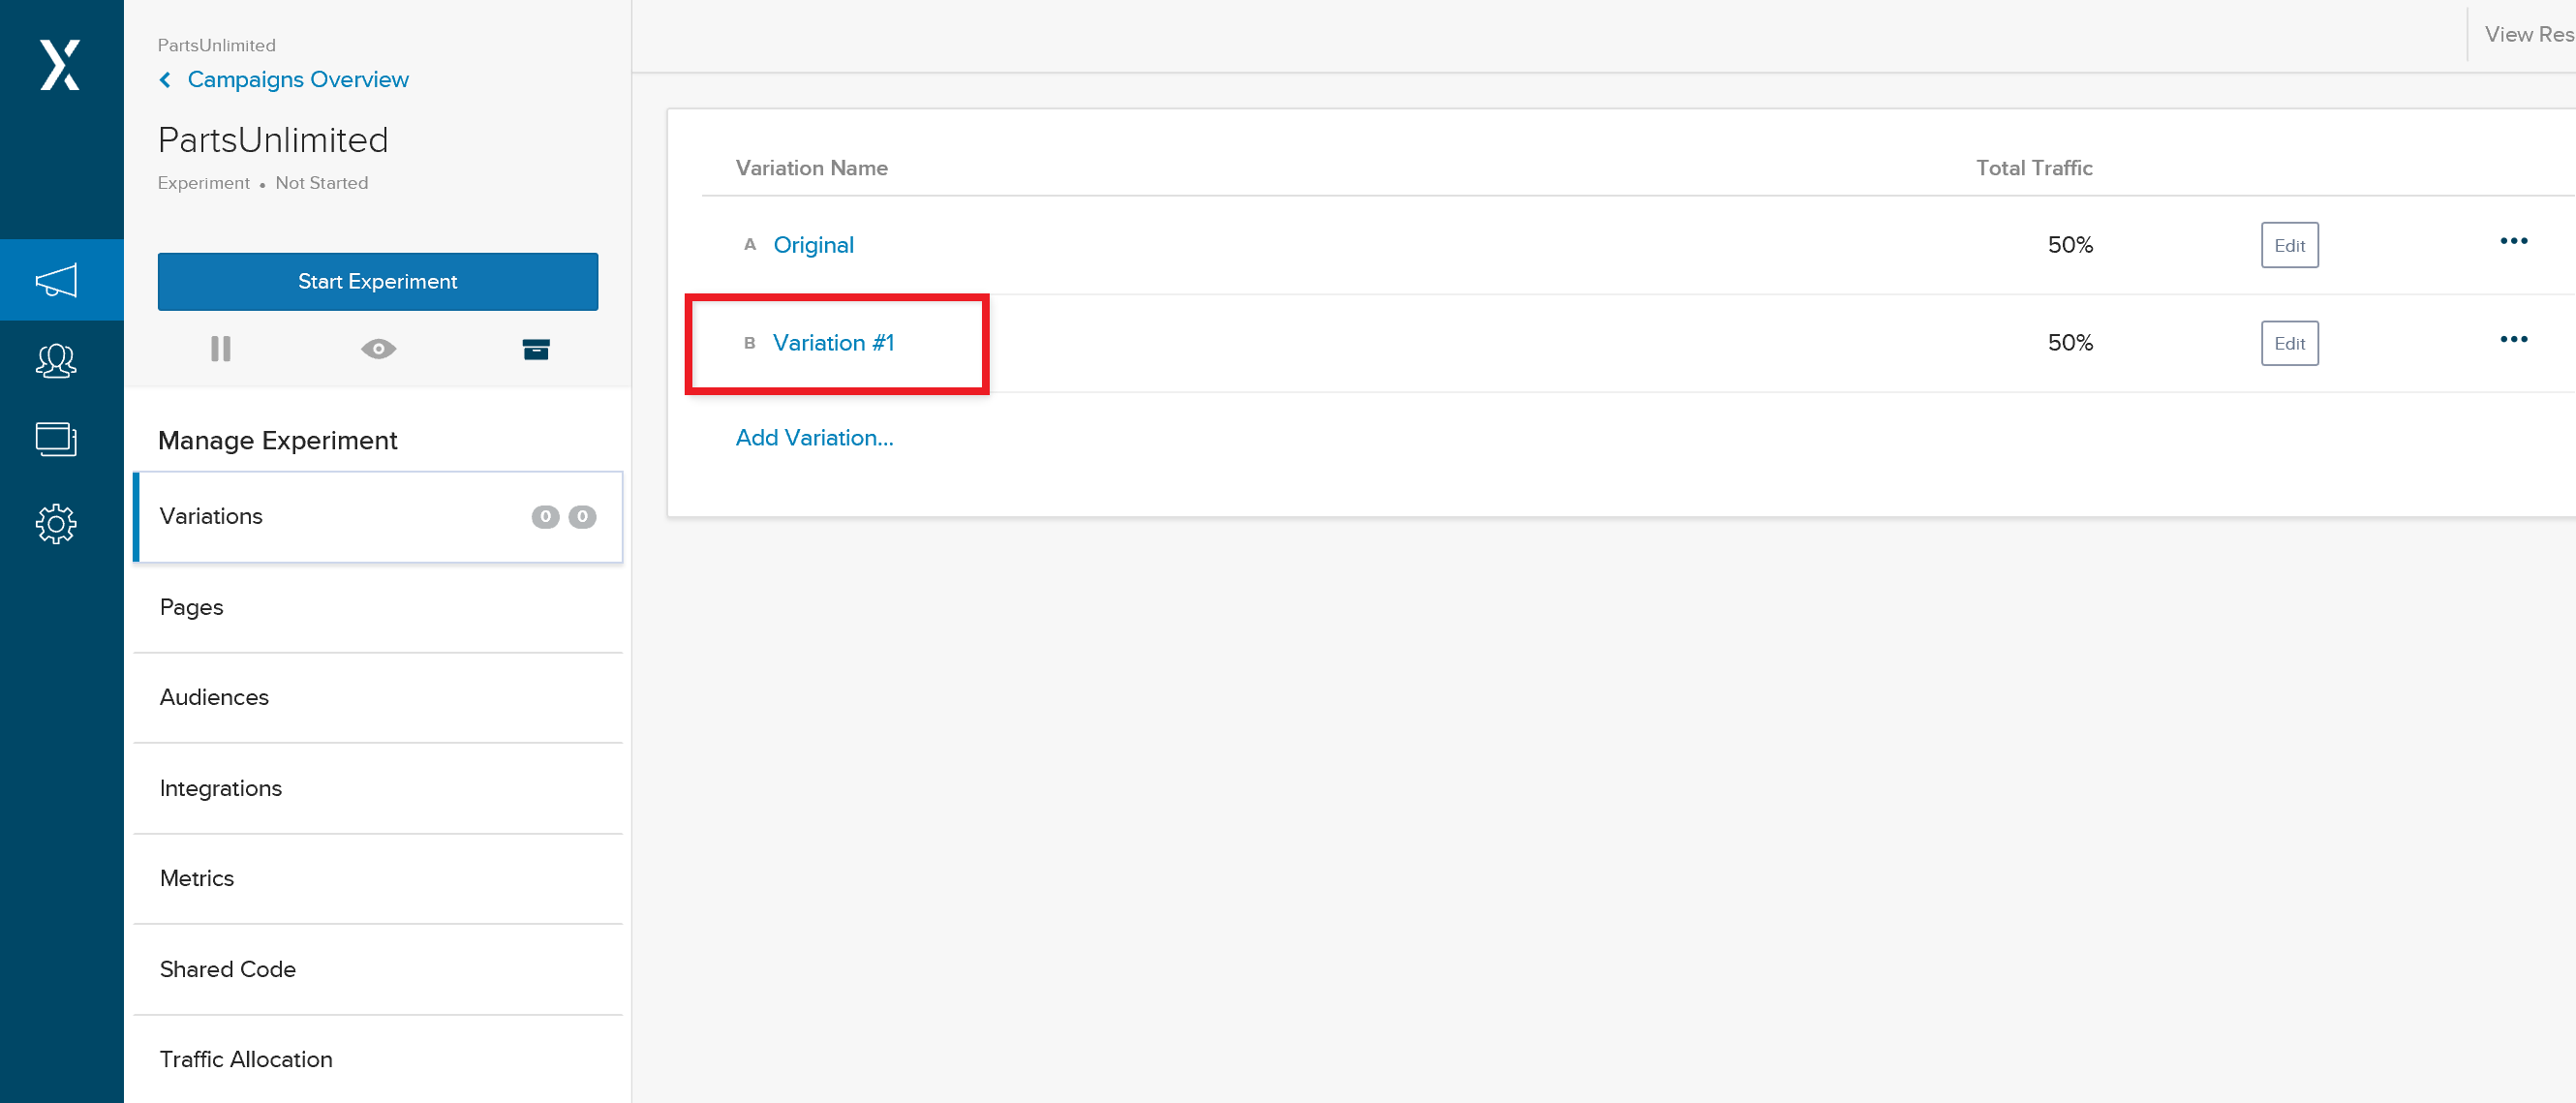 PartsUnlimited
Campaigns Overview
PartsUnlimited
Experiment • Not Started
Start Experiment
Manage Experiment
Variations 0 0
Pages
Audiences
Integrations
Metrics
Shared Code
Traffic Allocation
View Res
Variation Name Total Traffic
A Original 50% Edit
B Variation #1 50% Edit
Add Variation...